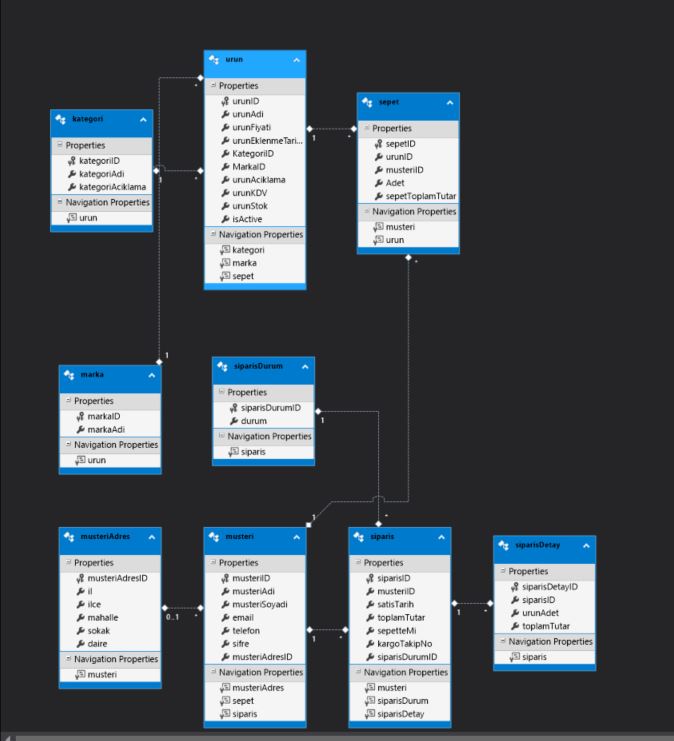 urun
Properties
urunID
urunAdi
urunFiyati
urunEklenmeTari...
KategoriID
MarkaID
urunAciklama
urunKDV
urunStok
isActive
Navigation Properties
kategori
marka
sepet
kategori
Properties
kategoriID
kategoriAdi
kategoriAciklama
Navigation Properties
urun
sepet
Properties
sepetID
urunID
musteriID
Adet
sepetToplamTutar
Navigation Properties
musteri
urun
1
*
1
*
*
*
1
marka
Properties
markaID
markaAdi
Navigation Properties
urun
siparisDurum
Properties
siparisDurumID
durum
Navigation Properties
siparis
1
*
1
musteriAdres
Properties
musteriAdresID
il
ilce
mahalle
sokak
daire
Navigation Properties
musteri
0..1
*
musteri
Properties
musteriID
musteriAdi
musteriSoyadi
email
telefon
sifre
musteriAdresID
Navigation Properties
musteriAdres
sepet
siparis
1
*
siparis
Properties
siparisID
musteriID
satisTarih
toplamTutar
sepetteMi
kargoTakipNo
siparisDurumID
Navigation Properties
musteri
siparisDurum
siparisDetay
1
*
siparisDetay
Properties
siparisDetayID
siparisID
urunAdet
toplamTutar
Navigation Properties
siparis